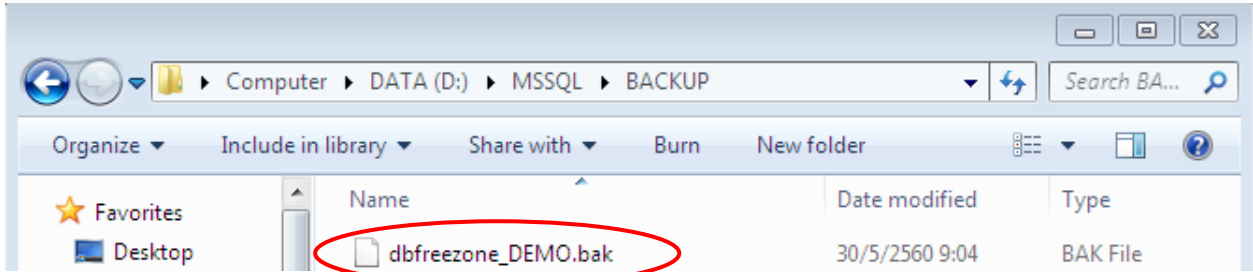 Computer DATA (D:) MSSQL BACKUP Search BA...
Organize Include in library Share with Burn New folder
Favorites Name Date modified Type
Desktop dbfreezone_DEMO.bak 30/5/2560 9:04 BAK File